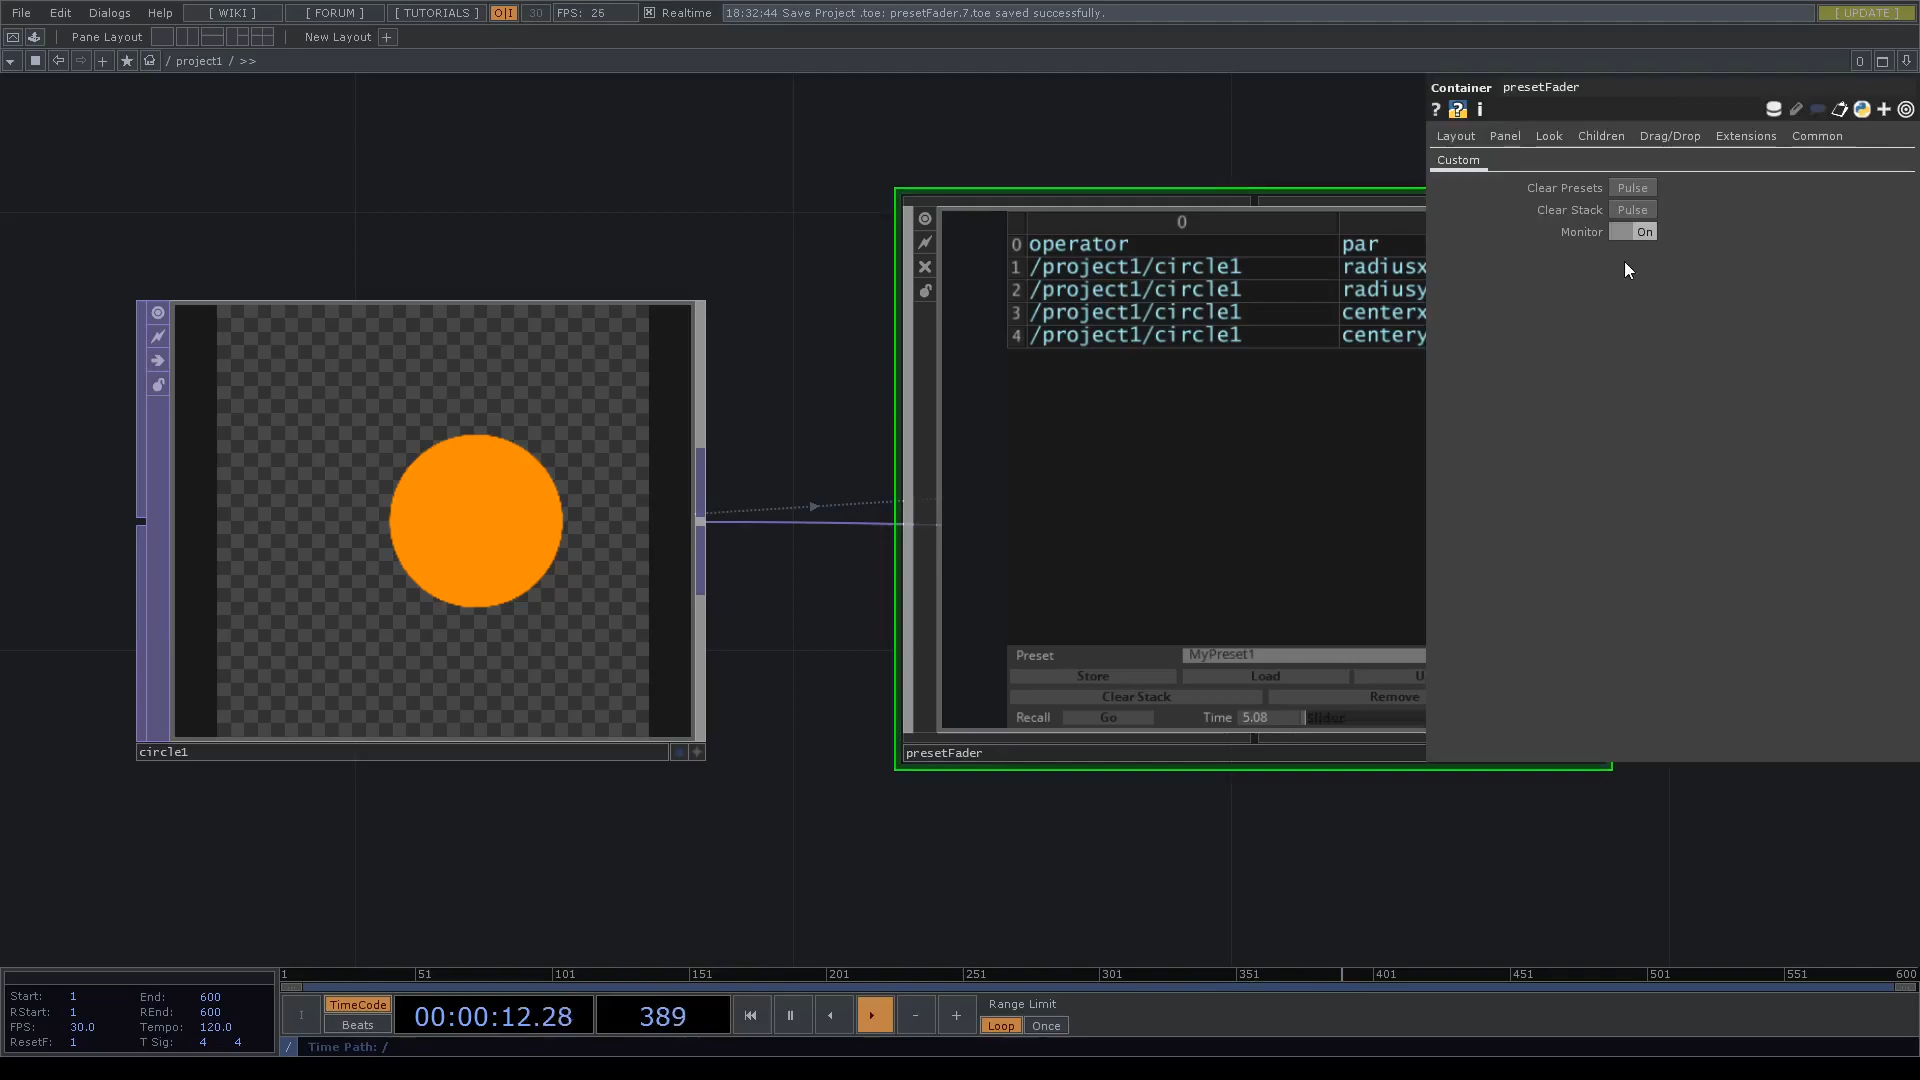 File Edit Dialogs Help [ WIKI ] [ FORUM ] [ TUTORIALS ] O|I 30 FPS: 25 Realtime 18:32:44 Save Project .toe: presetFader.7.toe saved successfully. [ UPDATE ]
Pane Layout New Layout +
/ project1 / >> 0
Container presetFader
? ? i
Layout Panel Look Children Drag/Drop Extensions Common
Custom
Clear Presets Pulse
Clear Stack Pulse
Monitor On
0
0 operator par
1 /project1/circle1 radiusx
2 /project1/circle1 radiusy
3 /project1/circle1 centerx
4 /project1/circle1 centery
Preset MyPreset1
Store Load U
Clear Stack Remove
Recall Go Time 5.08 Slider
circle1
presetFader
1 51 101 151 201 251 301 351 401 451 501 551 600
Start: 1 End: 600
RStart: 1 REnd: 600
FPS: 30.0 Tempo: 120.0
ResetF: 1 T Sig: 4 4
I TimeCode Beats 00:00:12.28 389 - + Range Limit
Loop Once
/ Time Path: /